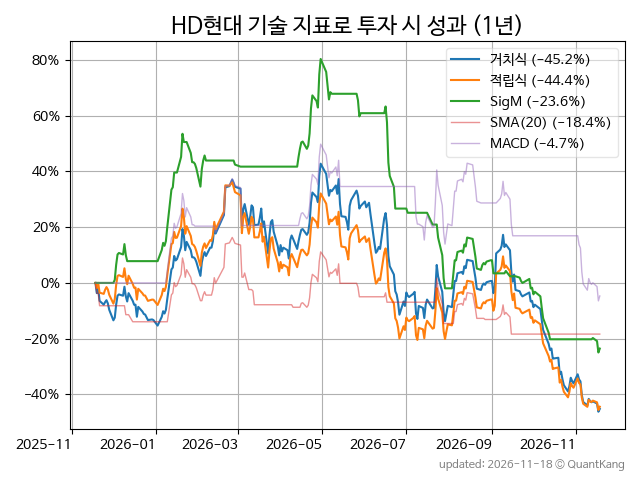 HD현대 기술 지표로 투자 시 성과 (1년)
80%
60%
40%
20%
0%
−20%
−40%
거치식 (−45.2%)
적립식 (−44.4%)
SigM (−23.6%)
SMA(20) (−18.4%)
MACD (−4.7%)
2025-11 2026-01 2026-03 2026-05 2026-07 2026-09 2026-11
updated: 2026-11-18 © QuantKang